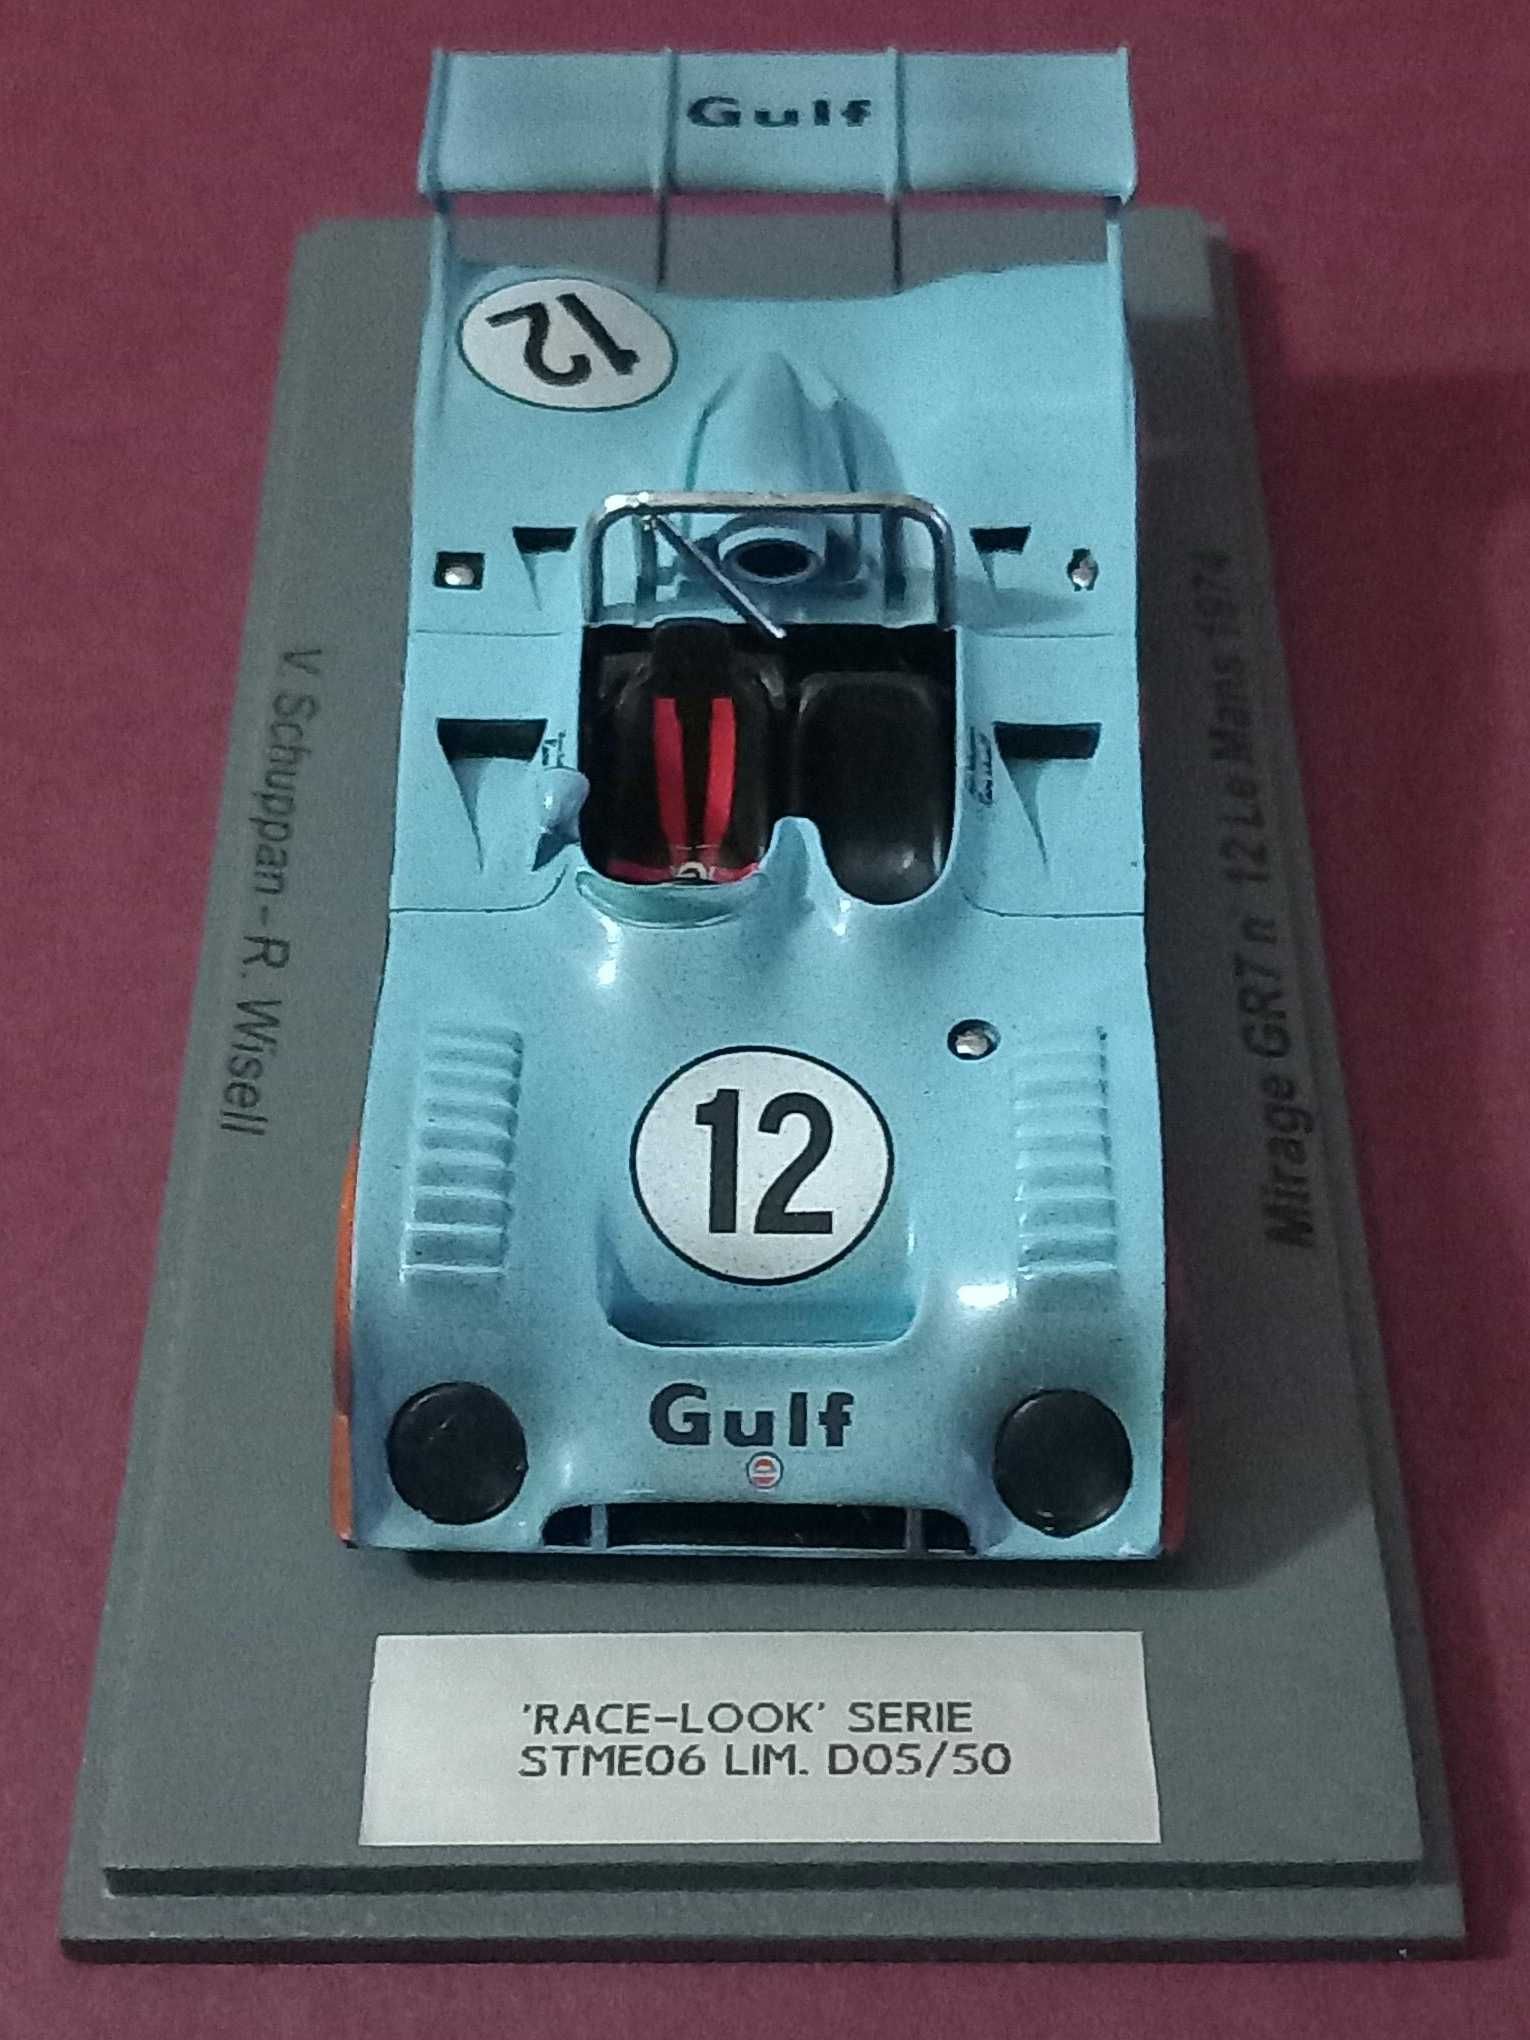 Gulf
12
12
Gulf
V. Schuppan - R. Wisell
Mirage GR7 n° 12 Le Mans 1974
'RACE-LOOK' SERIE
STME06 LIM. D05/50